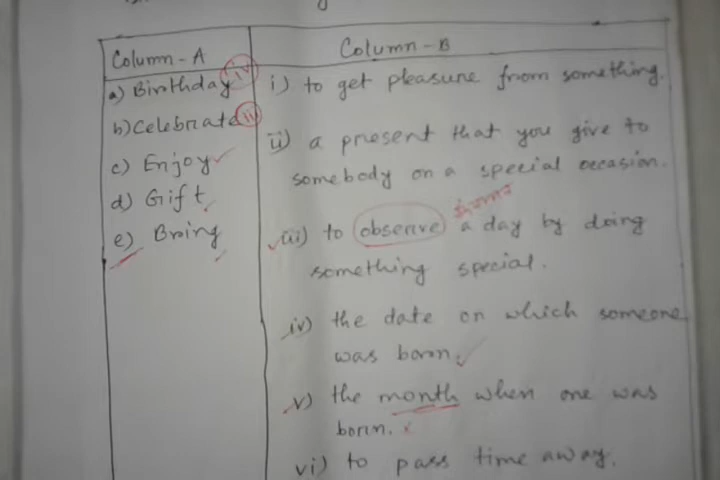 Column - A
Column - B
a) Birthday iv
i) to get pleasure from something.
b) Celebrate iii
ii) a present that you give to
somebody on a special occasion.
c) Enjoy
d) Gift
e) Bring
iii) to observe a day by doing
something special.
iv) the date on which someone
was born.
v) the month when one was
born.
vi) to pass time away.